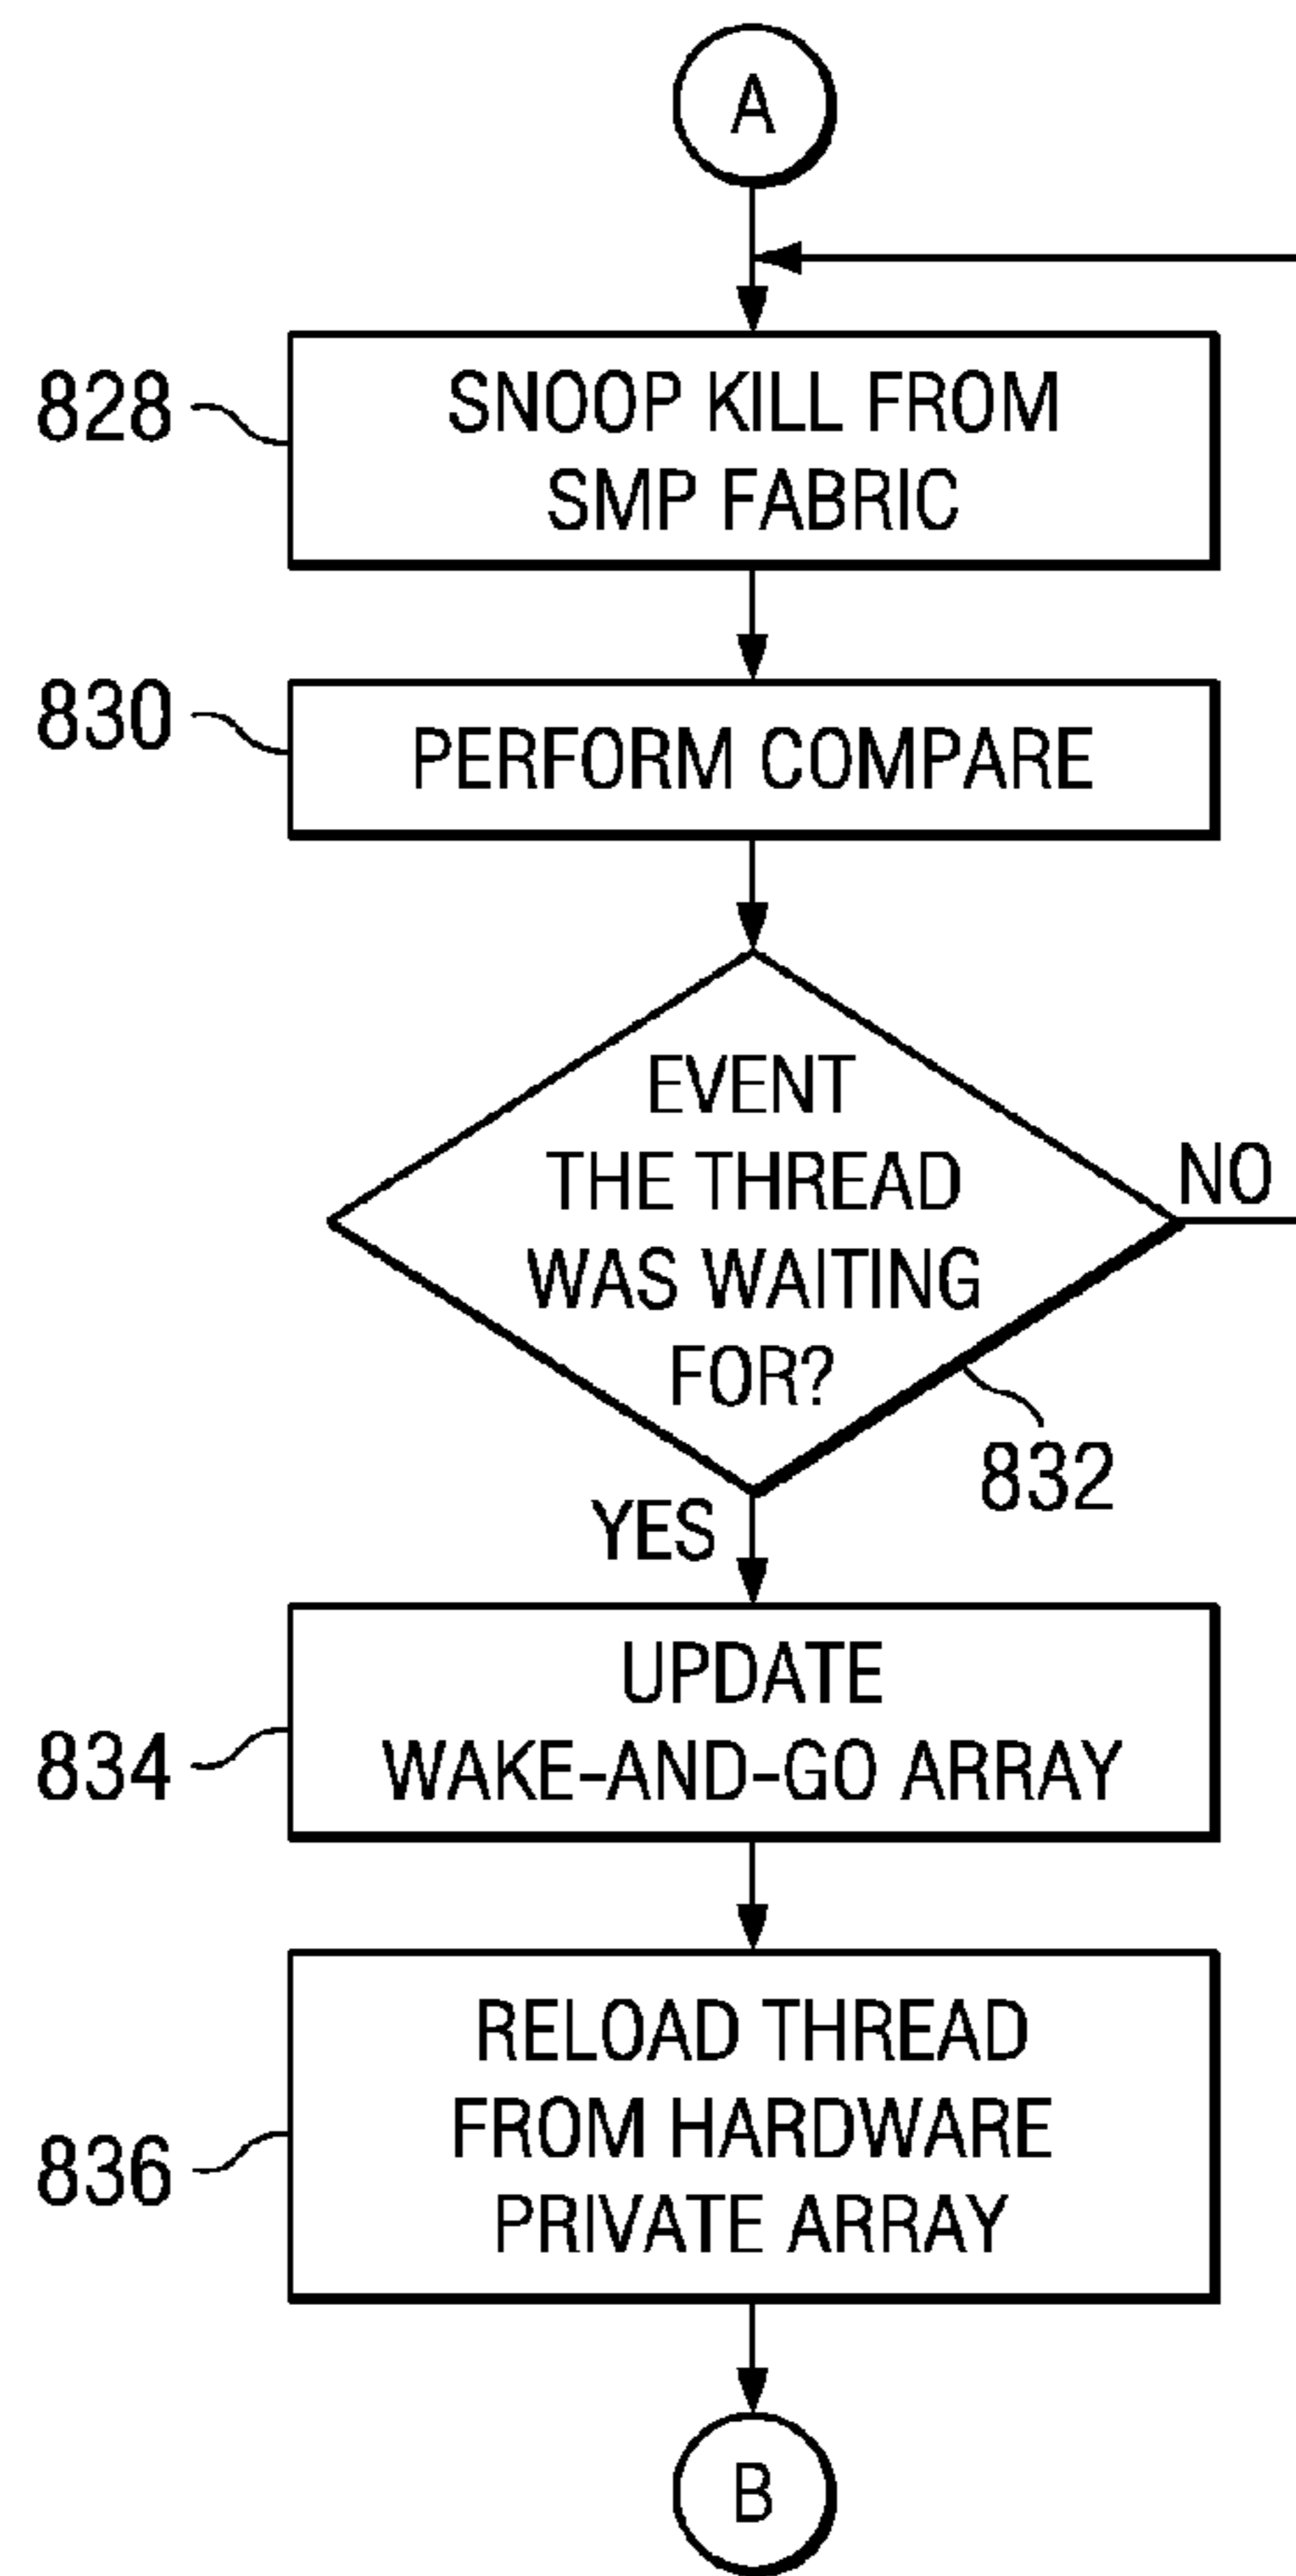 A
828
SNOOP KILL FROM
SMP FABRIC
830
PERFORM COMPARE
EVENT
THE THREAD
WAS WAITING
FOR?
NO
832
YES
834
UPDATE
WAKE-AND-GO ARRAY
836
RELOAD THREAD
FROM HARDWARE
PRIVATE ARRAY
B